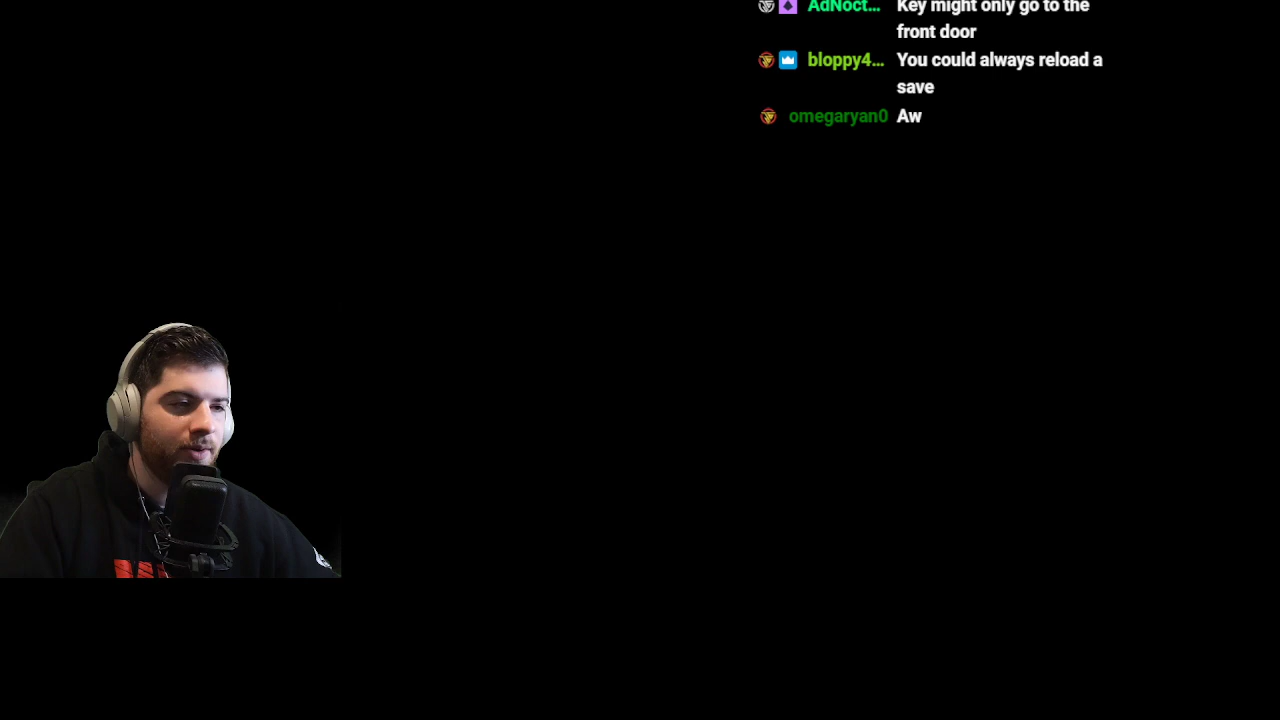 AdNoct... Key might only go to the
front door
bloppy4... You could always reload a
save
omegaryan0 Aw